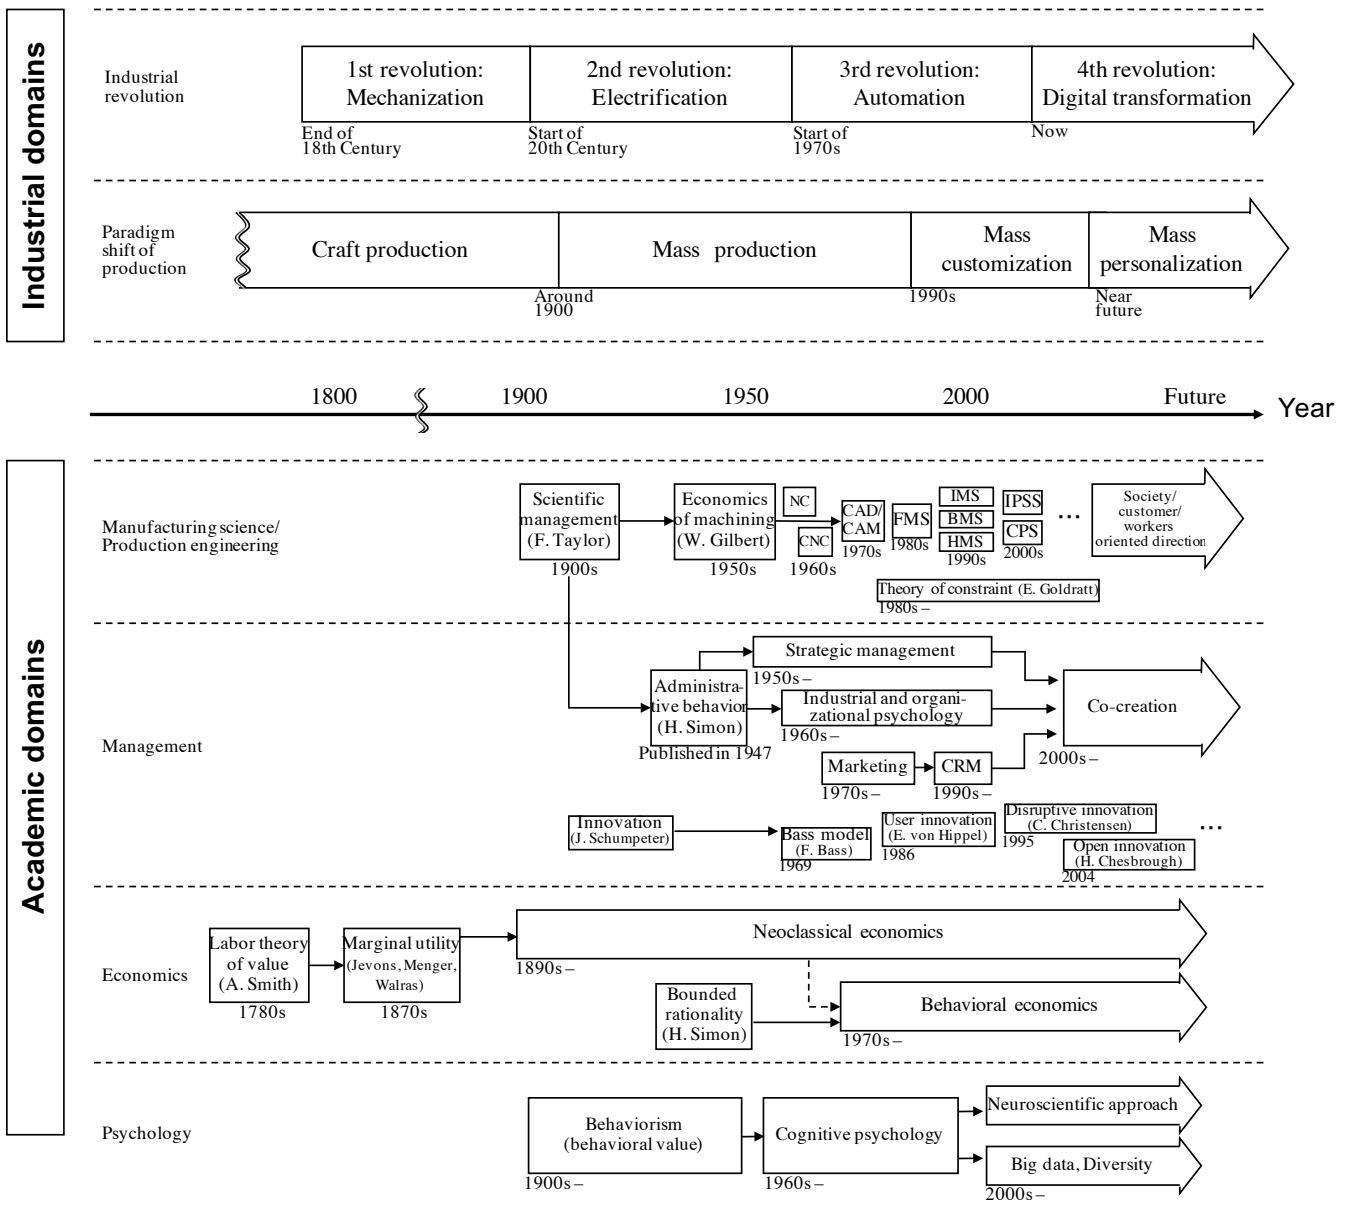 Industrial domains
Industrial
revolution
1st revolution:
Mechanization
2nd revolution:
Electrification
3rd revolution:
Automation
4th revolution:
Digital transformation
End of
18th Century
Start of
20th Century
Start of
1970s
Now
Paradigm
shift of
production
Craft production
Mass production
Mass
customization
Mass
personalization
Around
1900
1990s
Near
future
1800
1900
1950
2000
Future
Year
Academic domains
Manufacturing science/
Production engineering
Scientific
management
(F. Taylor)
1900s
Economics
of machining
(W. Gilbert)
1950s
NC
CNC
1960s
CAD/
CAM
1970s
FMS
1980s
IMS
BMS
HMS
1990s
IPSS
CPS
2000s
...
Society/
customer/
workers
oriented direction
Theory of constraint (E. Goldratt)
1980s –
Management
Administra-
tive behavior
(H. Simon)
Published in 1947
Strategic management
1950s –
Industrial and organi-
zational psychology
1960s –
Marketing
1970s –
CRM
1990s –
Co-creation
2000s –
Innovation
(J. Schumpeter)
Bass model
(F. Bass)
1969
User innovation
(E. von Hippel)
1986
Disruptive innovation
(C. Christensen)
1995
Open innovation
(H. Chesbrough)
2004
...
Economics
Labor theory
of value
(A. Smith)
1780s
Marginal utility
(Jevons, Menger,
Walras)
1870s
Neoclassical economics
1890s –
Bounded
rationality
(H. Simon)
Behavioral economics
1970s –
Psychology
Behaviorism
(behavioral value)
1900s –
Cognitive psychology
1960s –
Neuroscientific approach
Big data, Diversity
2000s –